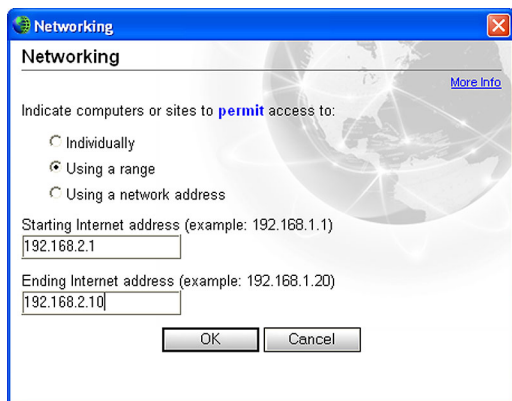 Networking
Networking
More Info
Indicate computers or sites to permit access to:
Individually
Using a range
Using a network address
Starting Internet address (example: 192.168.1.1)
192.168.2.1
Ending Internet address (example: 192.168.1.20)
192.168.2.10
OK Cancel